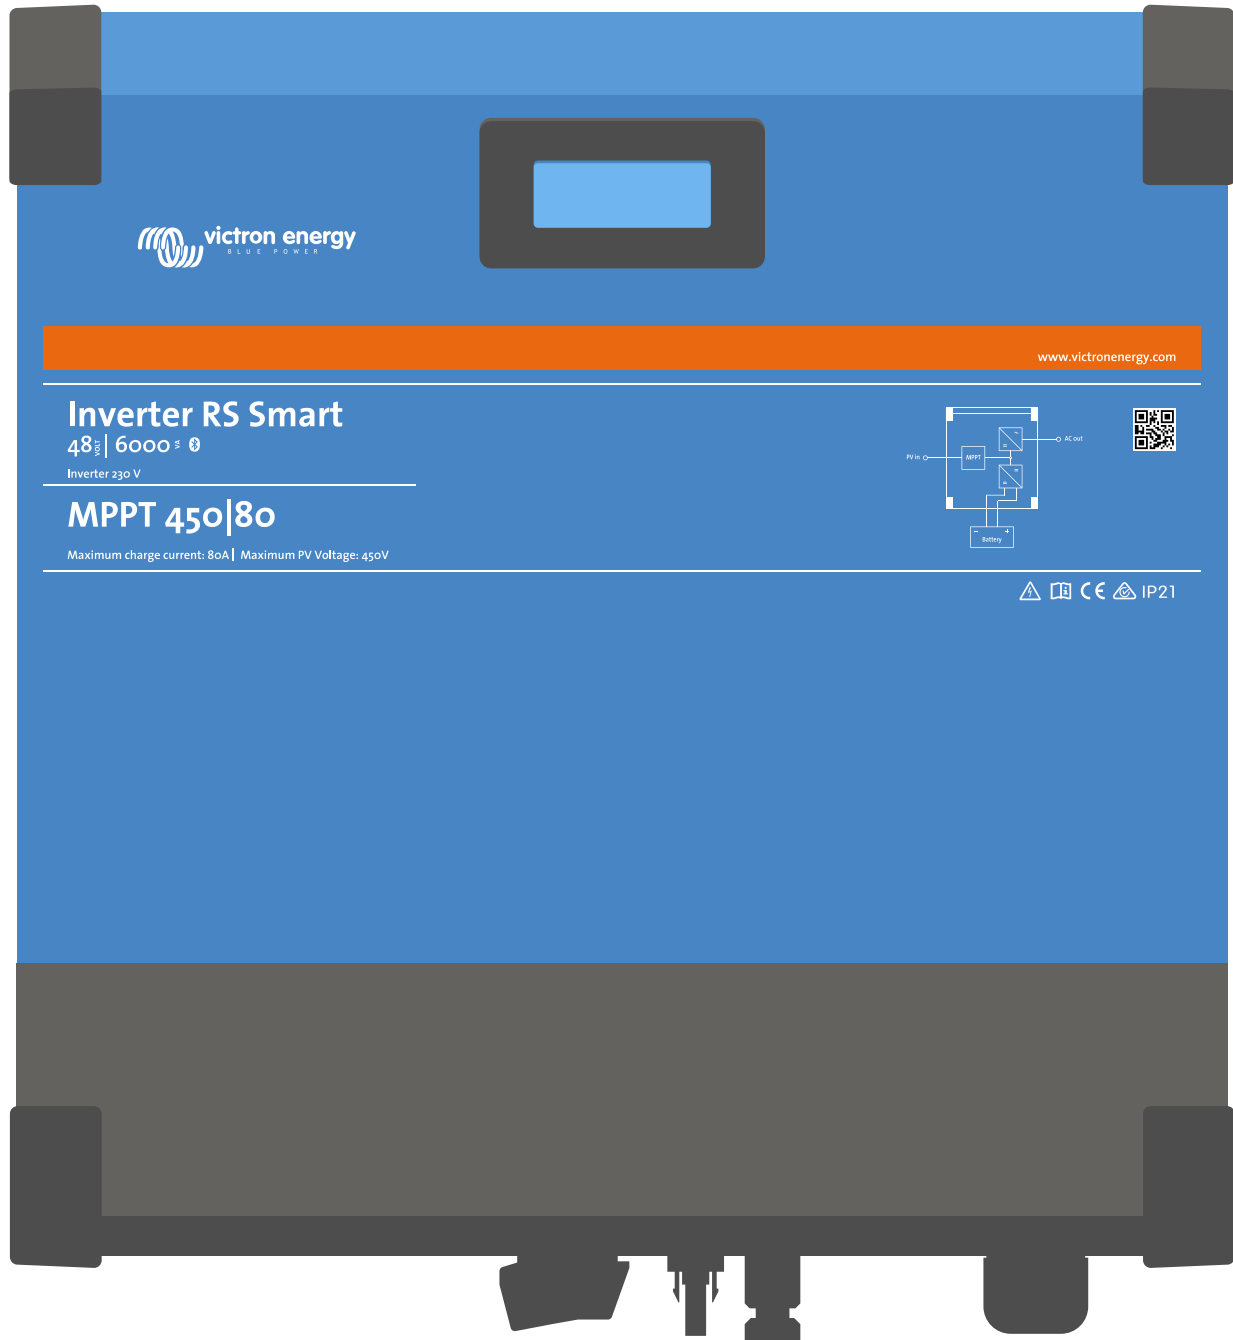 victron energy
BLUE POWER
www.victronenergy.com
Inverter RS Smart
48 VOLT | 6000 VA
Inverter 230 V
MPPT 450|80
Maximum charge current: 80A | Maximum PV Voltage: 450V
AC out
PV in
MPPT
Battery
IP21